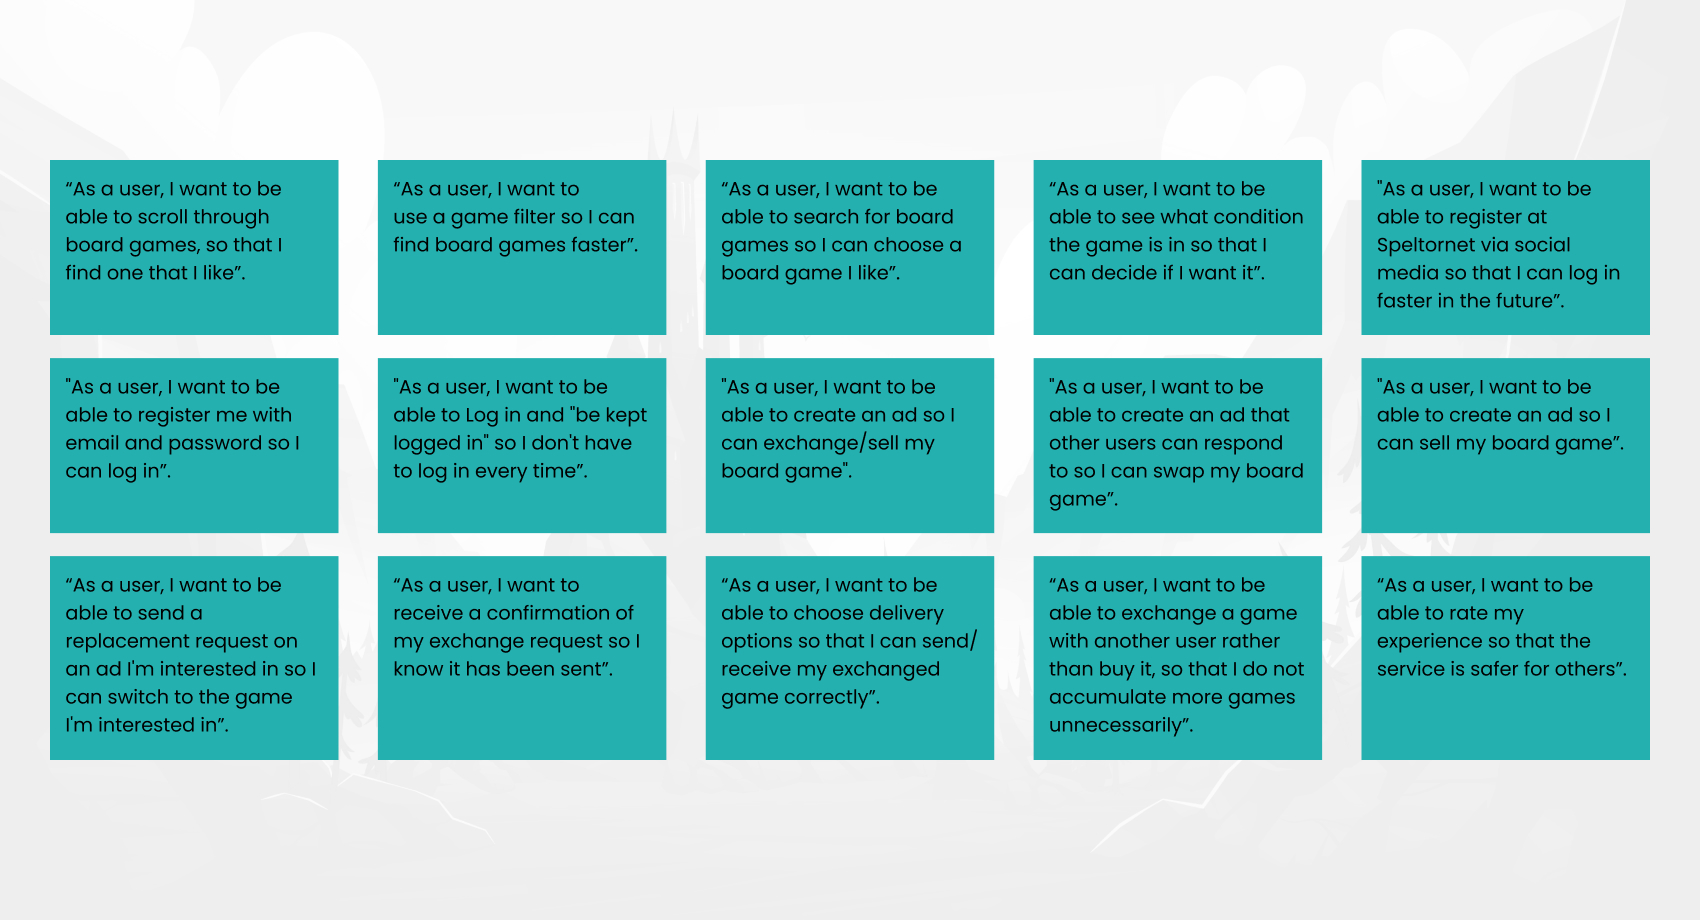 “As a user, I want to be
able to scroll through
board games, so that I
find one that I like”.
“As a user, I want to
use a game filter so I can
find board games faster”.
“As a user, I want to be
able to search for board
games so I can choose a
board game I like”.
“As a user, I want to be
able to see what condition
the game is in so that I
can decide if I want it”.
"As a user, I want to be
able to register at
Speltornet via social
media so that I can log in
faster in the future”.
"As a user, I want to be
able to register me with
email and password so I
can log in”.
"As a user, I want to be
able to Log in and "be kept
logged in" so I don't have
to log in every time”.
"As a user, I want to be
able to create an ad so I
can exchange/sell my
board game".
"As a user, I want to be
able to create an ad that
other users can respond
to so I can swap my board
game”.
"As a user, I want to be
able to create an ad so I
can sell my board game”.
“As a user, I want to be
able to send a
replacement request on
an ad I'm interested in so I
can switch to the game
I'm interested in”.
“As a user, I want to
receive a confirmation of
my exchange request so I
know it has been sent”.
“As a user, I want to be
able to choose delivery
options so that I can send/
receive my exchanged
game correctly”.
“As a user, I want to be
able to exchange a game
with another user rather
than buy it, so that I do not
accumulate more games
unnecessarily”.
“As a user, I want to be
able to rate my
experience so that the
service is safer for others”.